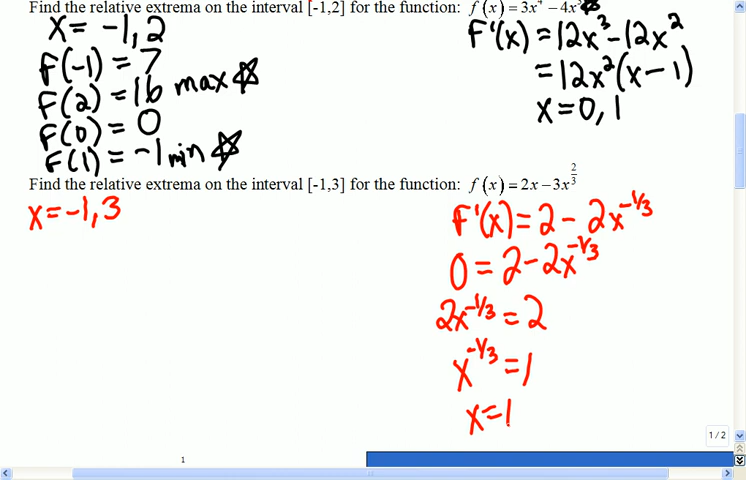 Find the relative extrema on the interval [-1,2] for the function: f(x) = 3x⁴ − 4x³
x = -1, 2
F'(x) = 12x³ - 12x²
F(-1) = 7
= 12x²(x - 1)
F(2) = 16 max ☆
x = 0, 1
F(0) = 0
F(1) = -1 min ☆
Find the relative extrema on the interval [-1,3] for the function: f(x) = 2x − 3x^(2/3)
x = -1, 3
F'(x) = 2 - 2x^(-1/3)
0 = 2 - 2x^(-1/3)
2x^(-1/3) = 2
x^(-1/3) = 1
x = 1
1 / 2
1